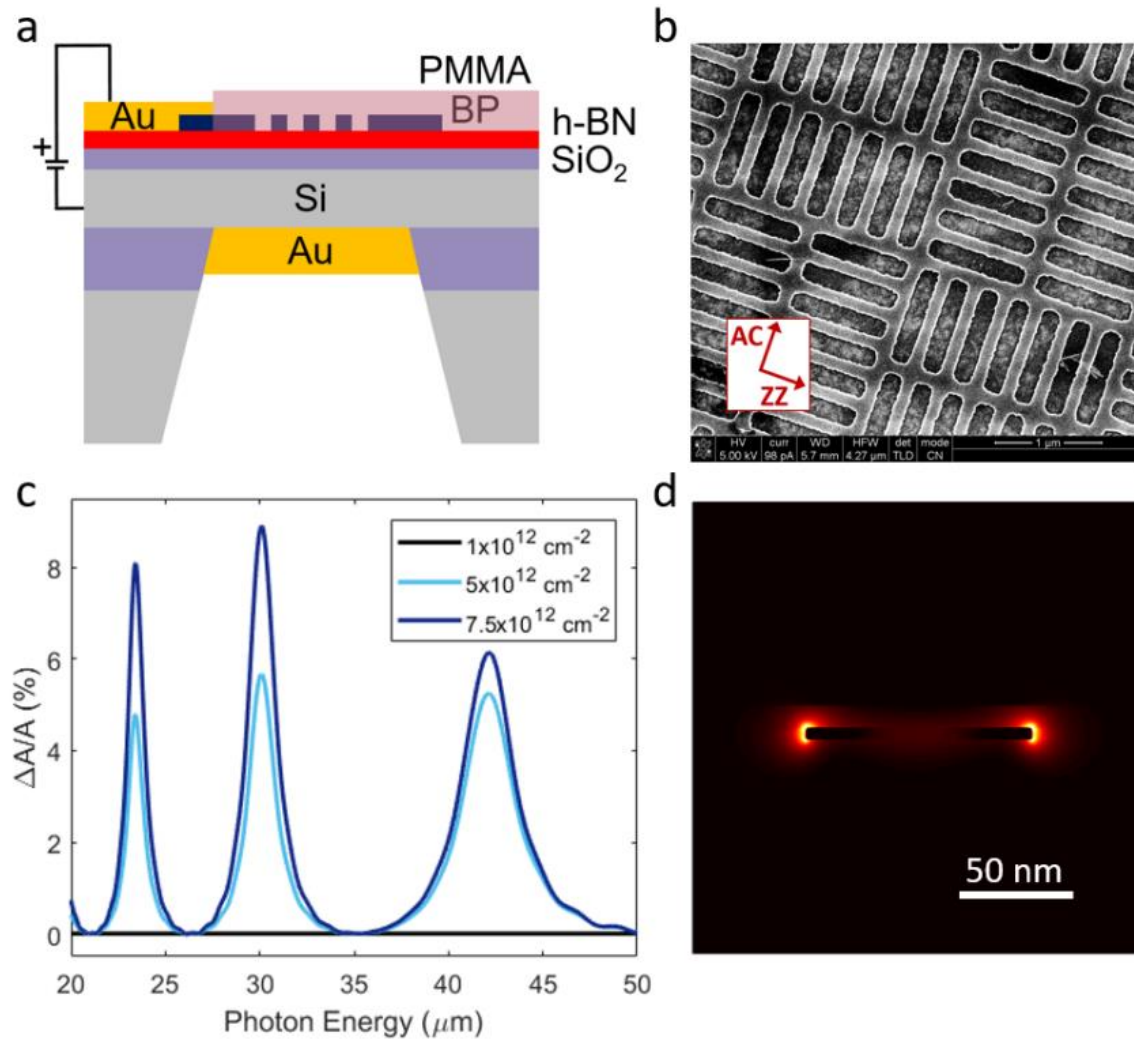 a
PMMA
Au
BP
h-BN
SiO₂
+
Si
Au
b
AC
ZZ
HV curr WD HFW det mode
5.00 kV 98 pA 5.7 mm 4.27 µm TLD CN
1 µm
c
1x10¹² cm⁻²
5x10¹² cm⁻²
7.5x10¹² cm⁻²
8
6
4
2
0
ΔA/A (%)
20 25 30 35 40 45 50
Photon Energy (μm)
d
50 nm